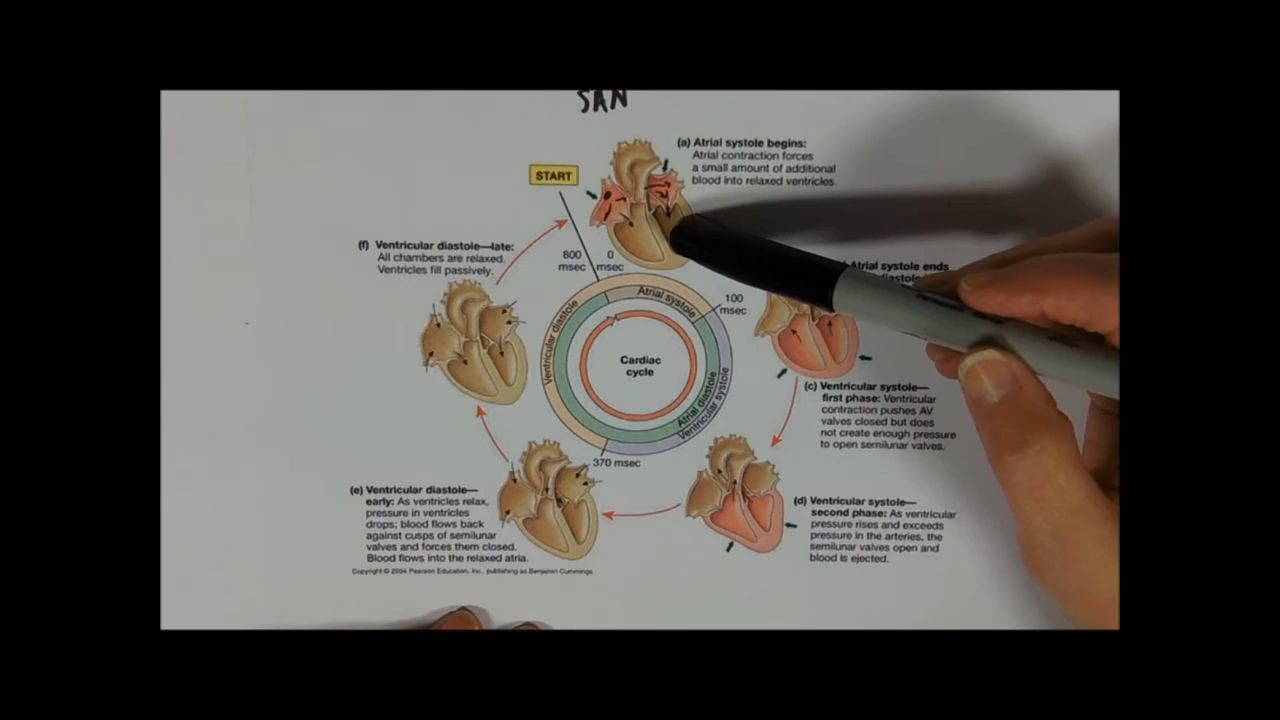 SAN
(a) Atrial systole begins:
Atrial contraction forces
a small amount of additional
blood into relaxed ventricles.
START
(f) Ventricular diastole—late:
All chambers are relaxed.
Ventricles fill passively.
800
msec
0
msec
100
msec
Atrial systole ends
diastole
Atrial systole
Ventricular diastole
Cardiac
cycle
Atrial diastole
Ventricular systole
(c) Ventricular systole—
first phase: Ventricular
contraction pushes AV
valves closed but does
not create enough pressure
to open semilunar valves.
370 msec
(e) Ventricular diastole—
early: As ventricles relax,
pressure in ventricles
drops; blood flows back
against cusps of semilunar
valves and forces them closed.
Blood flows into the relaxed atria.
(d) Ventricular systole—
second phase: As ventricular
pressure rises and exceeds
pressure in the arteries, the
semilunar valves open and
blood is ejected.
Copyright © 2004 Pearson Education, Inc., publishing as Benjamin Cummings.